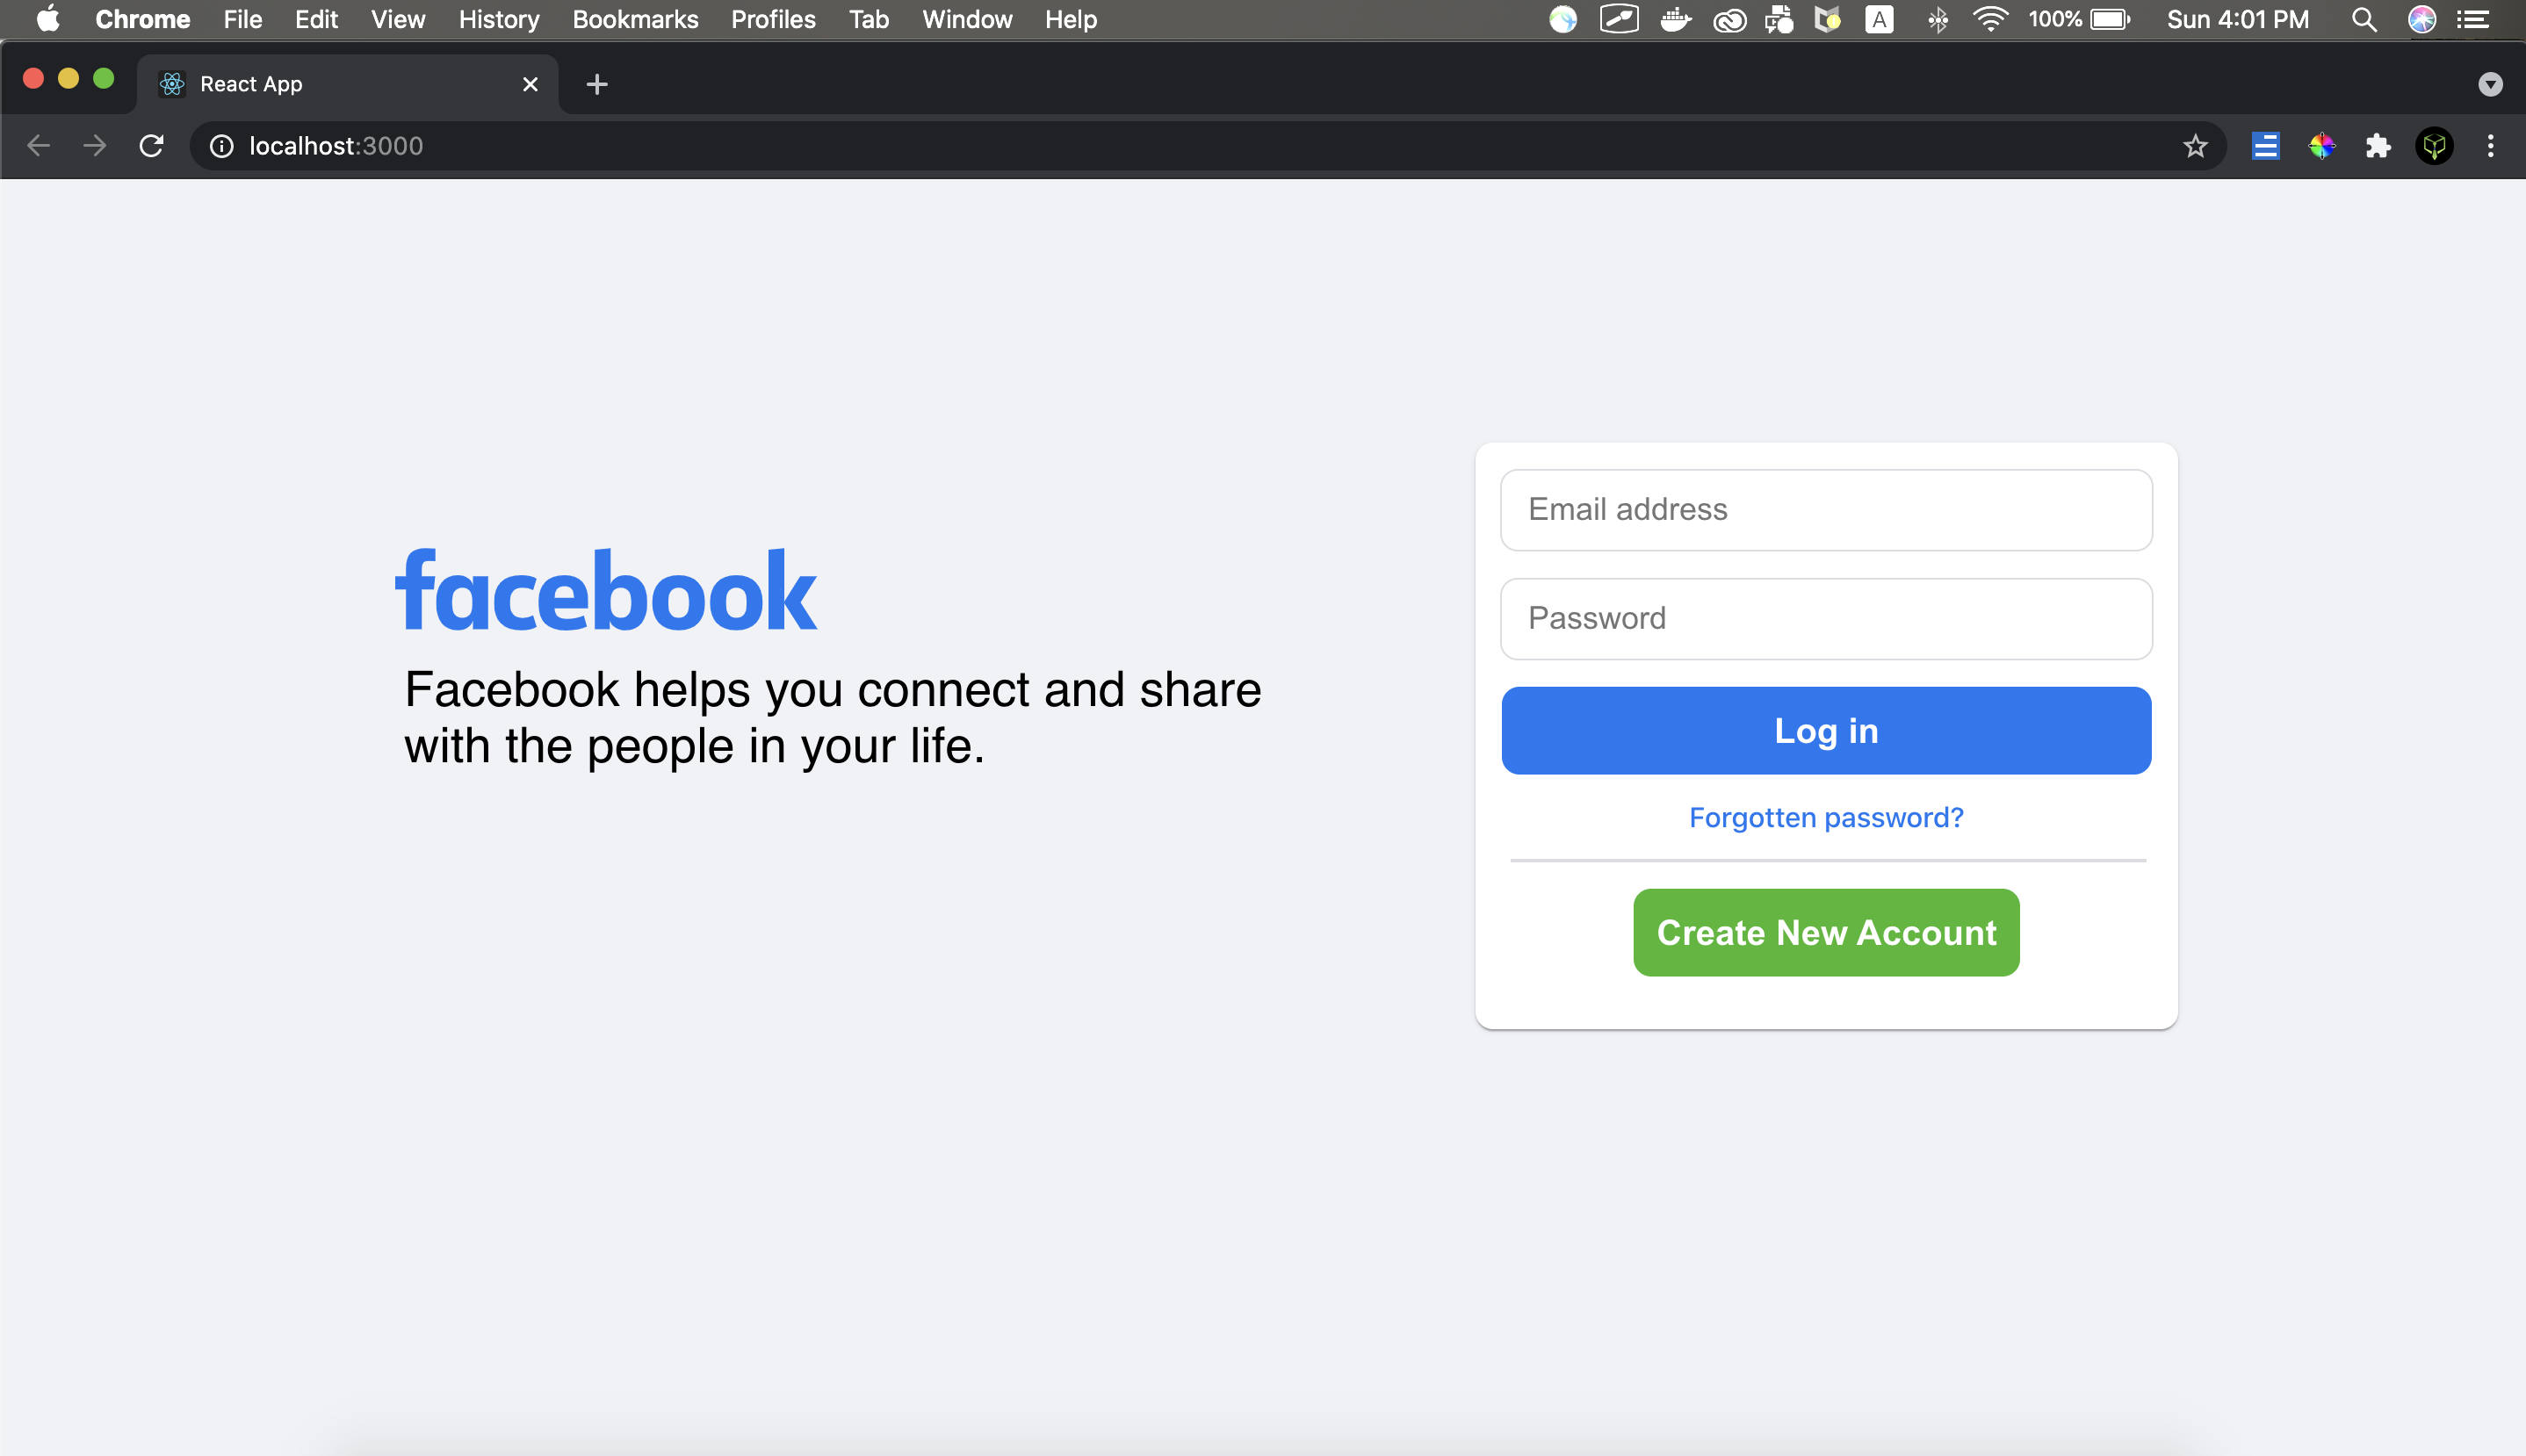 Chrome File Edit View History Bookmarks Profiles Tab Window Help A 100% Sun 4:01 PM
React App
localhost:3000
facebook
Facebook helps you connect and share
with the people in your life.
Email address
Password
Log in
Forgotten password?
Create New Account